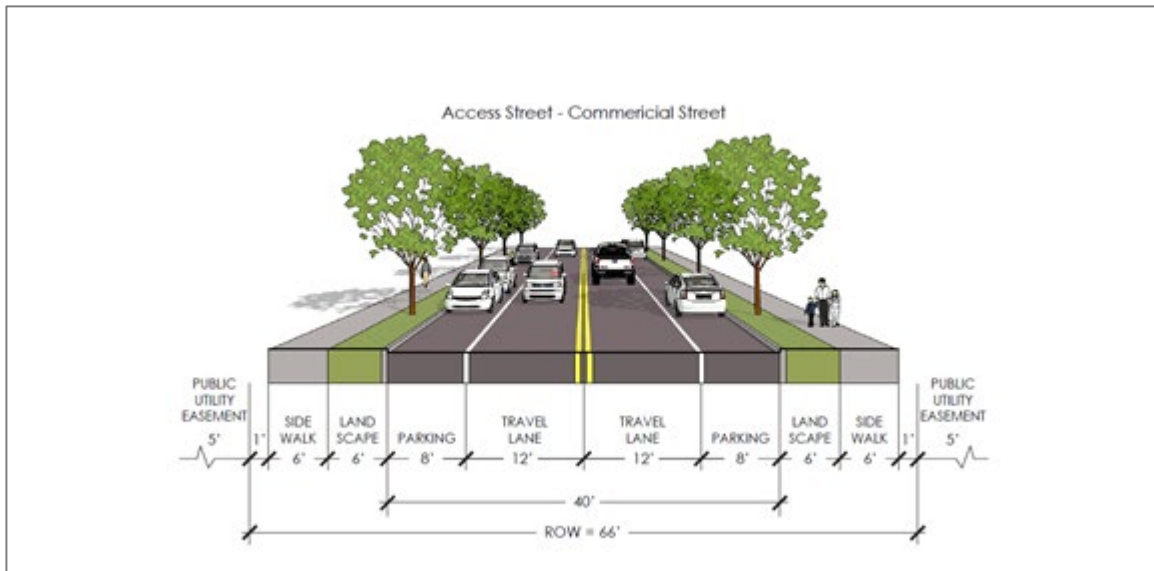 Access Street - Commericial Street
PUBLIC
UTILITY
EASEMENT
5'
1'
SIDE
WALK
6'
LAND
SCAPE
6'
PARKING
8'
TRAVEL
LANE
12'
TRAVEL
LANE
12'
PARKING
8'
LAND
SCAPE
6'
SIDE
WALK
6'
1'
PUBLIC
UTILITY
EASEMENT
5'
40'
ROW = 66'